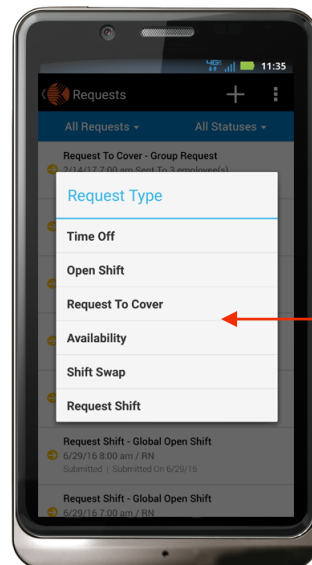 4G
11:35
Requests
All Requests
All Statuses
Request To Cover - Group Request
2/14/17 7:00 am Sent To 3 employee(s)
Request Type
Time Off
Open Shift
Request To Cover
Availability
Shift Swap
Request Shift
Request Shift - Global Open Shift
6/29/16 8:00 am / RN
Submitted | Submitted On 6/29/16
Request Shift - Global Open Shift
6/29/16 7:00 am / RN